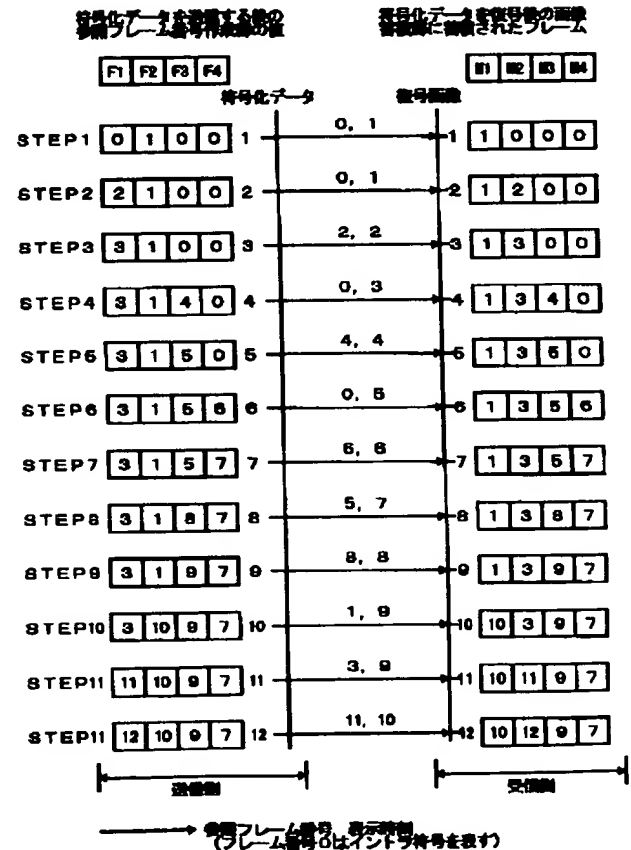 符号化データを送信する際の
参照フレーム番号作成際の値
符号化データを復号後の画像
蓄積部に蓄積されたフレーム
F1 F2 F3 F4
M1 M2 M3 M4
符号化データ
復号画像
STEP1 0 1 0 0 1 0, 1 1 1 0 0 0
STEP2 2 1 0 0 2 0, 1 2 1 2 0 0
STEP3 3 1 0 0 3 2, 2 3 1 3 0 0
STEP4 3 1 4 0 4 0, 3 4 1 3 4 0
STEP5 3 1 5 0 5 4, 4 5 1 3 5 0
STEP6 3 1 5 6 6 0, 5 6 1 3 5 6
STEP7 3 1 5 7 7 6, 6 7 1 3 5 7
STEP8 3 1 8 7 8 5, 7 8 1 3 8 7
STEP9 3 1 9 7 9 8, 8 9 1 3 9 7
STEP10 3 10 9 7 10 1, 9 10 10 3 9 7
STEP11 11 10 9 7 11 3, 9 11 10 11 9 7
STEP11 12 10 9 7 12 11, 10 12 10 12 9 7
送信側
受信側
参照フレーム番号、表示時刻
(フレーム番号0はイントラ符号を表す)